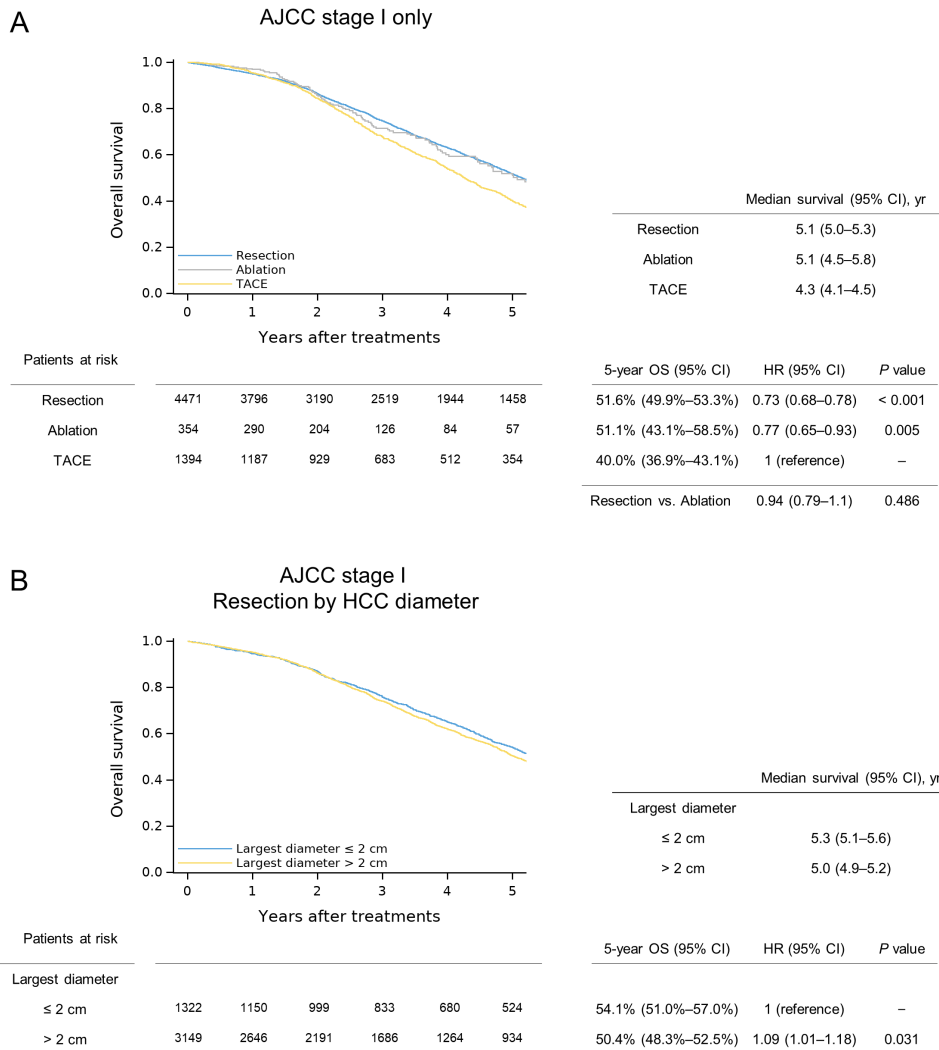 A
AJCC stage I only
1.0
0.8
0.6
0.4
0.2
0.0
Overall survival
Resection
Ablation
TACE
0 1 2 3 4 5
Years after treatments
Median survival (95% CI), yr
Resection 5.1 (5.0–5.3)
Ablation 5.1 (4.5–5.8)
TACE 4.3 (4.1–4.5)
Patients at risk
Resection 4471 3796 3190 2519 1944 1458
Ablation 354 290 204 126 84 57
TACE 1394 1187 929 683 512 354
5-year OS (95% CI) HR (95% CI) P value
51.6% (49.9%–53.3%) 0.73 (0.68–0.78) < 0.001
51.1% (43.1%–58.5%) 0.77 (0.65–0.93) 0.005
40.0% (36.9%–43.1%) 1 (reference) –
Resection vs. Ablation 0.94 (0.79–1.1) 0.486
B
AJCC stage I
Resection by HCC diameter
1.0
0.8
0.6
0.4
0.2
0.0
Overall survival
Largest diameter ≤ 2 cm
Largest diameter > 2 cm
0 1 2 3 4 5
Years after treatments
Median survival (95% CI), yr
Largest diameter
≤ 2 cm 5.3 (5.1–5.6)
> 2 cm 5.0 (4.9–5.2)
Patients at risk
Largest diameter
≤ 2 cm 1322 1150 999 833 680 524
> 2 cm 3149 2646 2191 1686 1264 934
5-year OS (95% CI) HR (95% CI) P value
54.1% (51.0%–57.0%) 1 (reference) –
50.4% (48.3%–52.5%) 1.09 (1.01–1.18) 0.031